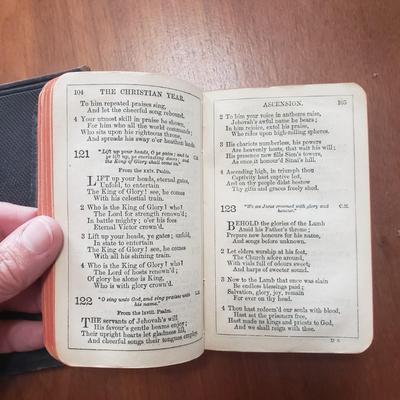 104 THE CHRISTIAN YEAR.
To him repeated praises sing,
And let the cheerful song rebound.
4 Your utmost skill in praise be shown,
For him who all the world commands;
Who sits upon his righteous throne,
And spreads his sway o'er heathen lands.
121 "Lift up your heads, O ye gates; and be
ye lift up, ye everlasting doors; and
the King of glory shall come in." C.M.
From the xxiv. Psalm.
LIFT up your heads, eternal gates,
Unfold, to entertain
The King of Glory! see, he comes
With his celestial train.
2 Who is the King of Glory! who?
The Lord for strength renown'd;
In battle mighty; o'er his foes
Eternal Victor crown'd.
3 Lift up your heads, ye gates; unfold,
in state to entertain
The King of Glory! see, he comes
With all his shining train.
4 Who is the King of Glory! who?
The Lord of hosts renown'd;
Of glory he alone is King,
Who is with glory crown'd.
122 "O sing unto God, and sing praises unto
his name."
From the lxviii. Psalm.
THE servants of Jehovah's will
His favour's gentle beams enjoy;
Their upright hearts let gladness fill,
And cheerful songs their tongues employ.
ASCENSION. 105
2 To him your voice in anthems raise,
Jehovah's awful name he bears;
In him rejoice, extol his praise,
Who rides upon high-rolling spheres.
3 His chariots numberless, his powers
Are heavenly hosts, that wait his will;
His presence now fills Sion's towers,
As once it honour'd Sinai's hill.
4 Ascending high, in triumph thou
Captivity hast captive led,
And on thy people didst bestow
Thy gifts and graces freely shed.
123 "We see Jesus crowned with glory and
honour." C.M.
BEHOLD the glories of the Lamb
Amid his Father's throne;
Prepare new honours for his name,
And songs before unknown.
2 Let elders worship at his feet,
The Church adore around,
With vials full of odours sweet,
And harps of sweeter sound.
3 Now to the Lamb that once was slain
Be endless blessings paid;
Salvation, glory, joy, remain
For ever on thy head.
4 Thou hast redeem'd our souls with blood,
Hast set the prisoners free,
Hast made us kings and priests to God,
And we shall reign with thee.